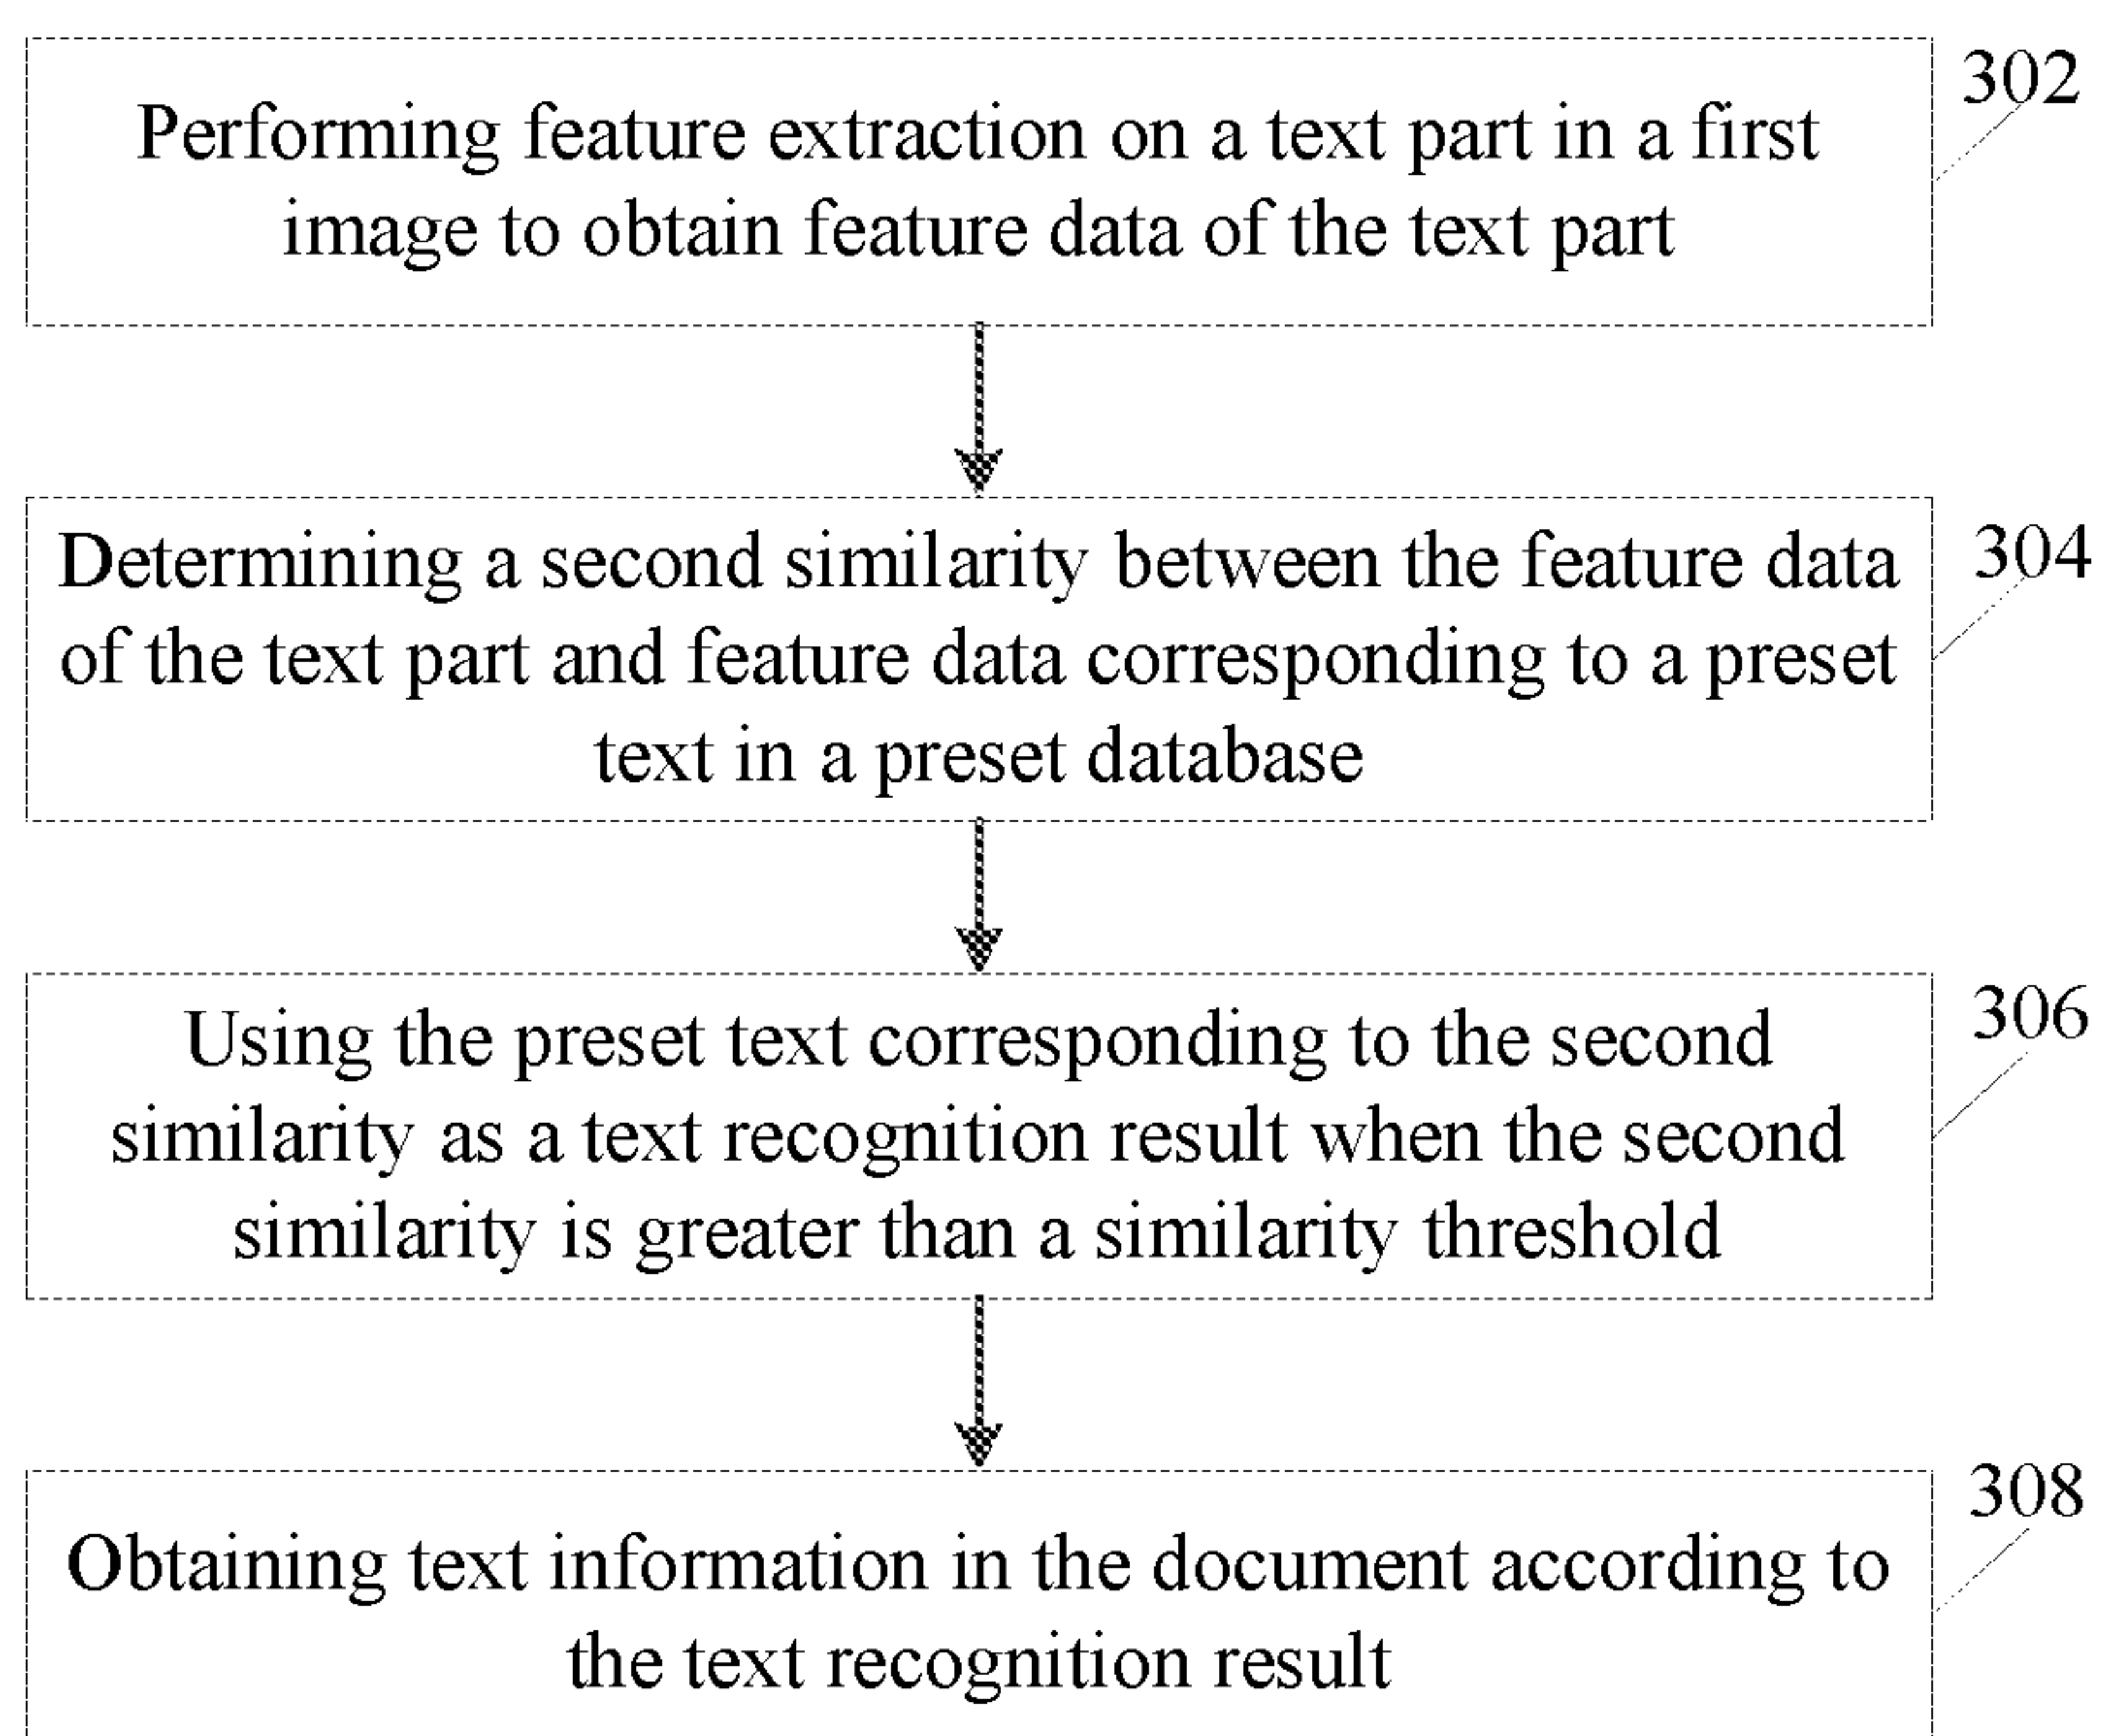 302
Performing feature extraction on a text part in a first
image to obtain feature data of the text part
304
Determining a second similarity between the feature data
of the text part and feature data corresponding to a preset
text in a preset database
306
Using the preset text corresponding to the second
similarity as a text recognition result when the second
similarity is greater than a similarity threshold
308
Obtaining text information in the document according to
the text recognition result